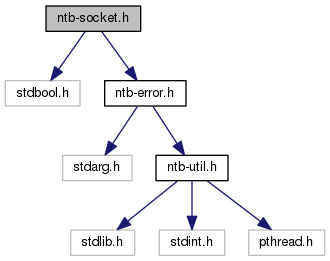 ntb-socket.h
stdbool.h
ntb-error.h
stdarg.h
ntb-util.h
stdlib.h
stdint.h
pthread.h